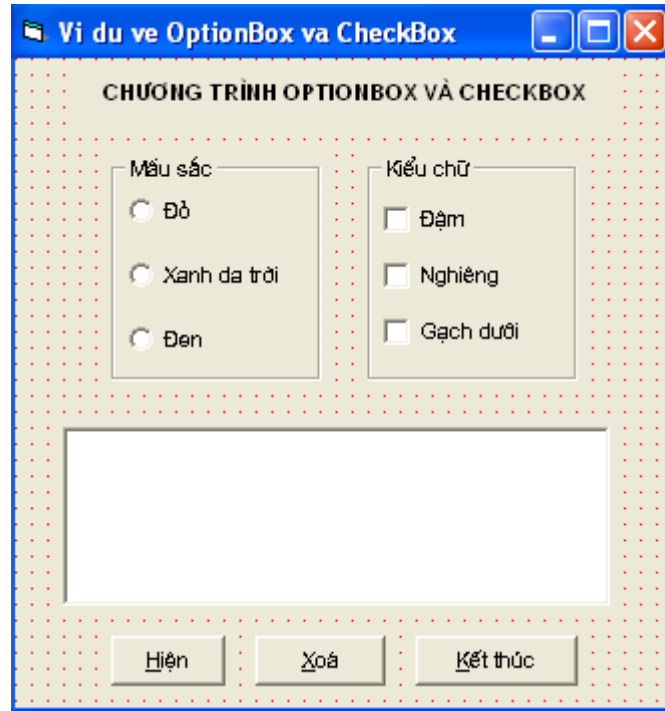 Vi du ve OptionBox va CheckBox
CHƯƠNG TRÌNH OPTIONBOX VÀ CHECKBOX
Mầu sắc
Đỏ
Xanh da trời
Đen
Kiểu chữ
Đậm
Nghiêng
Gạch dưới
Hiện
Xoá
Kết thúc